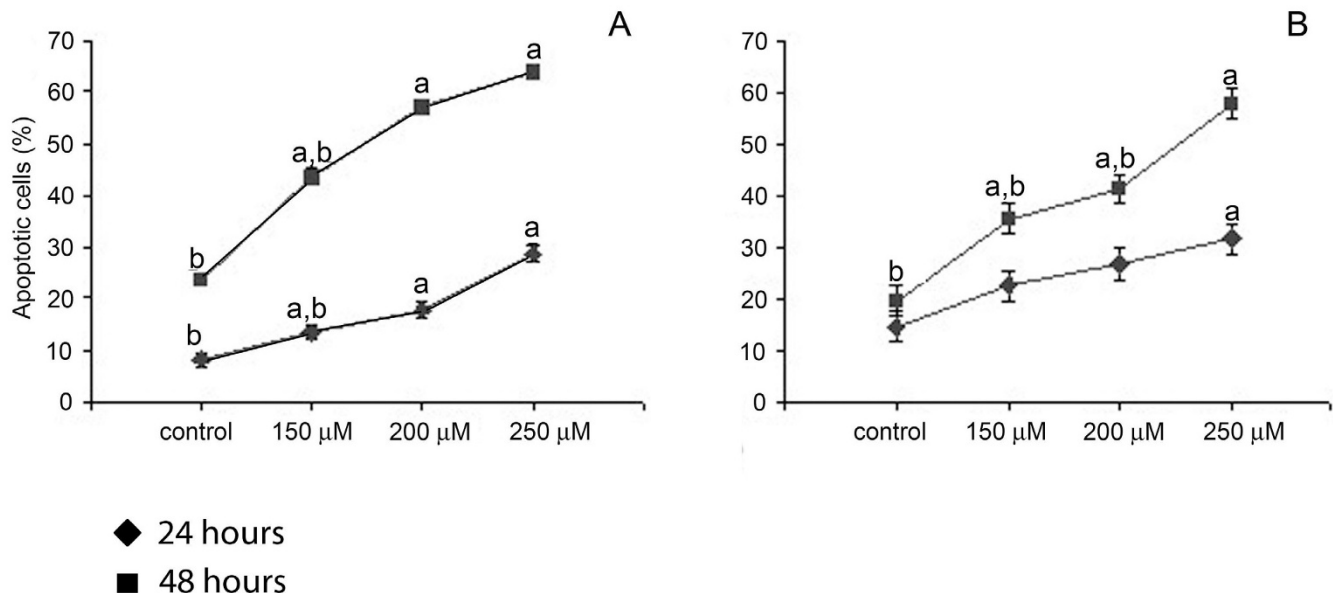 A
Apoptotic cells (%)
70
60
50
40
30
20
10
0
b
a,b
a
a
b
a,b
a
a
control 150 μM 200 μM 250 μM
B
70
60
50
40
30
20
10
0
b
a,b
a,b
a
a
control 150 μM 200 μM 250 μM
24 hours
48 hours